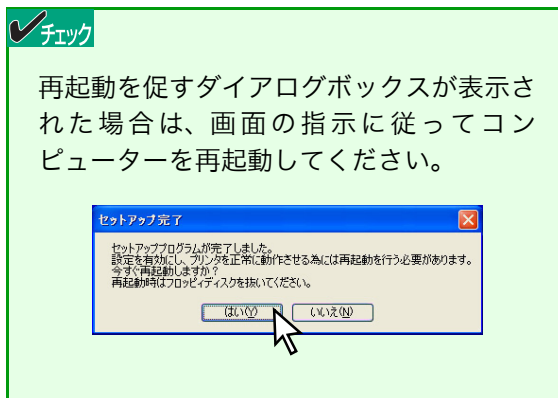 チェック
再起動を促すダイアログボックスが表示さ
れた場合は、画面の指示に従ってコン
ピューターを再起動してください。
セットアップ完了
セットアッププログラムが完了しました。
設定を有効にし、プリンタを正常に動作させる為には再起動を行う必要があります。
今すぐ再起動しますか？
再起動時はフロッピィディスクを抜いてください。
はい(Y) いいえ(N)